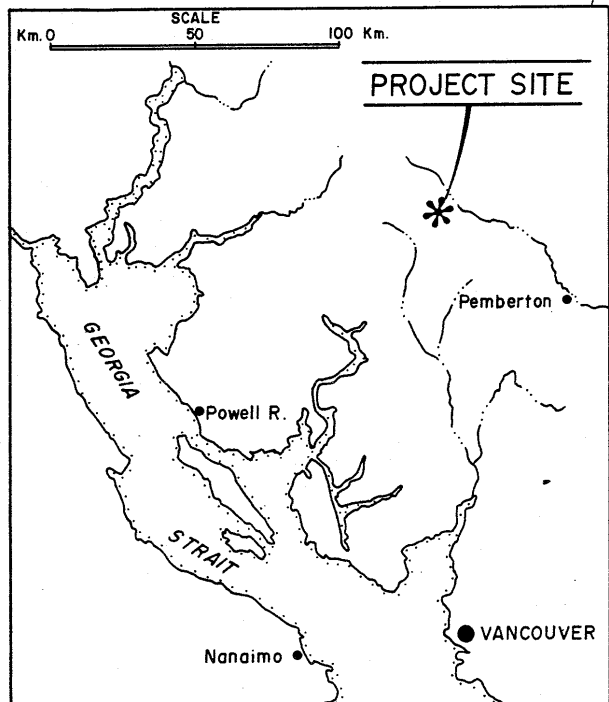 SCALE
Km. 0 50 100 Km.
PROJECT SITE
Pemberton
GEORGIA
Powell R.
STRAIT
VANCOUVER
Nanaimo